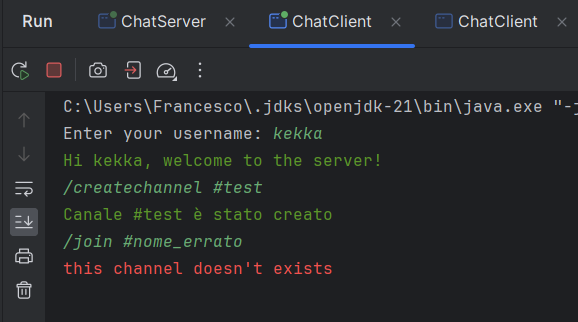 Run ChatServer ChatClient ChatClient
C:\Users\Francesco\.jdks\openjdk-21\bin\java.exe "-j
Enter your username: kekka
Hi kekka, welcome to the server!
/createchannel #test
Canale #test è stato creato
/join #nome_errato
this channel doesn't exists